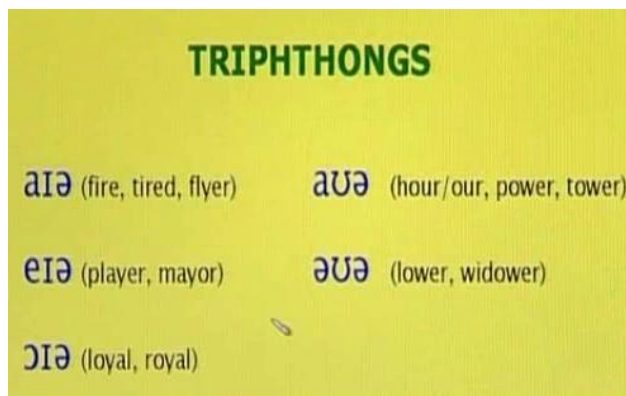 TRIPHTHONGS
aɪə (fire, tired, flyer)
aʊə (hour/our, power, tower)
eɪə (player, mayor)
əʊə (lower, widower)
ɔɪə (loyal, royal)